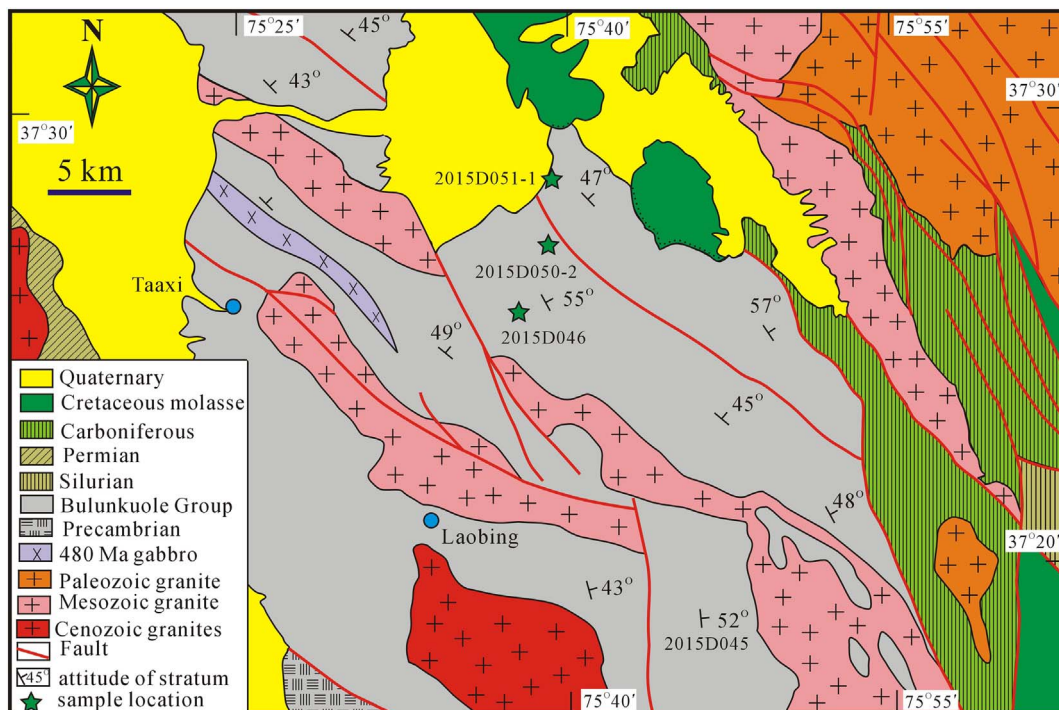 75°25′
75°40′
75°55′
N
45°
43°
37°30′
37°30′
5 km
2015D051-1
47°
2015D050-2
Taaxi
55°
57°
49°
2015D046
45°
Quaternary
Cretaceous molasse
Carboniferous
Permian
Silurian
Bulunkuole Group
Precambrian
480 Ma gabbro
Paleozoic granite
Mesozoic granite
Cenozoic granites
Fault
45° attitude of stratum
sample location
48°
Laobing
37°20′
43°
52°
2015D045
75°40′
75°55′